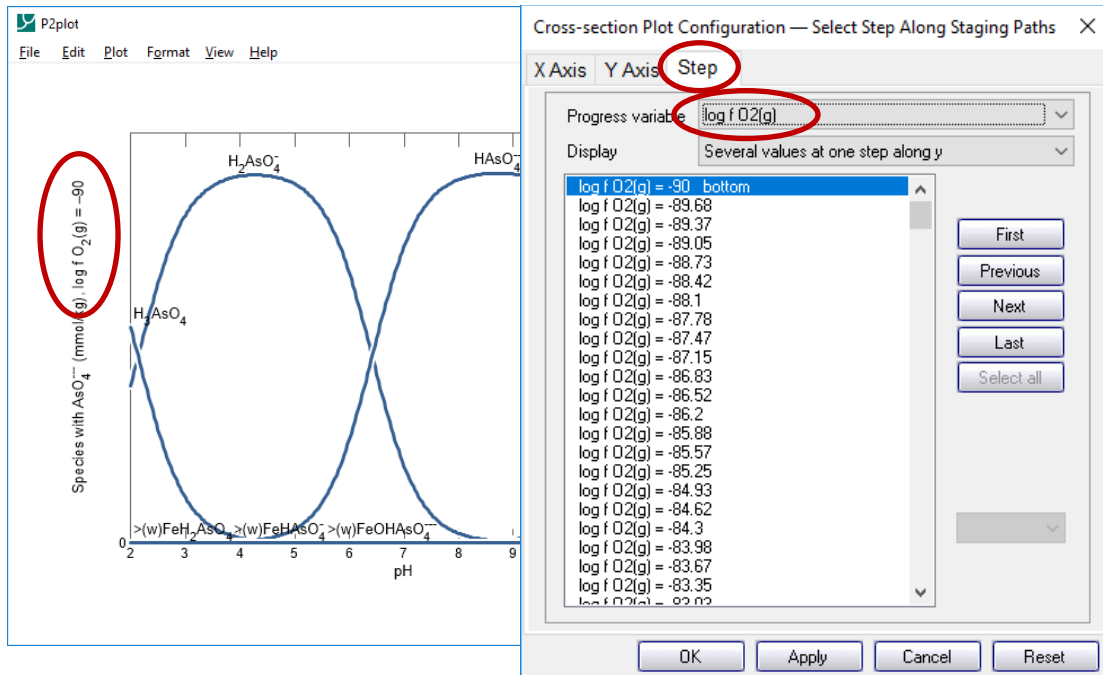 P2plot
File Edit Plot Format View Help
Species with AsO4--- (mmol/kg), log f O2(g) = –90
H2AsO4-
HAsO4-
H3AsO4
>(w)FeH2AsO4 >(w)FeHAsO4- >(w)FeOHAsO4---
0
2 3 4 5 6 7 8 9
pH
Cross-section Plot Configuration — Select Step Along Staging Paths
X Axis Y Axis Step
Progress variable log f O2(g)
Display Several values at one step along y
log f O2(g) = -90 bottom
log f O2(g) = -89.68
log f O2(g) = -89.37
log f O2(g) = -89.05
log f O2(g) = -88.73
log f O2(g) = -88.42
log f O2(g) = -88.1
log f O2(g) = -87.78
log f O2(g) = -87.47
log f O2(g) = -87.15
log f O2(g) = -86.83
log f O2(g) = -86.52
log f O2(g) = -86.2
log f O2(g) = -85.88
log f O2(g) = -85.57
log f O2(g) = -85.25
log f O2(g) = -84.93
log f O2(g) = -84.62
log f O2(g) = -84.3
log f O2(g) = -83.98
log f O2(g) = -83.67
log f O2(g) = -83.35
log f O2(g) = -83.03
First
Previous
Next
Last
Select all
OK Apply Cancel Reset